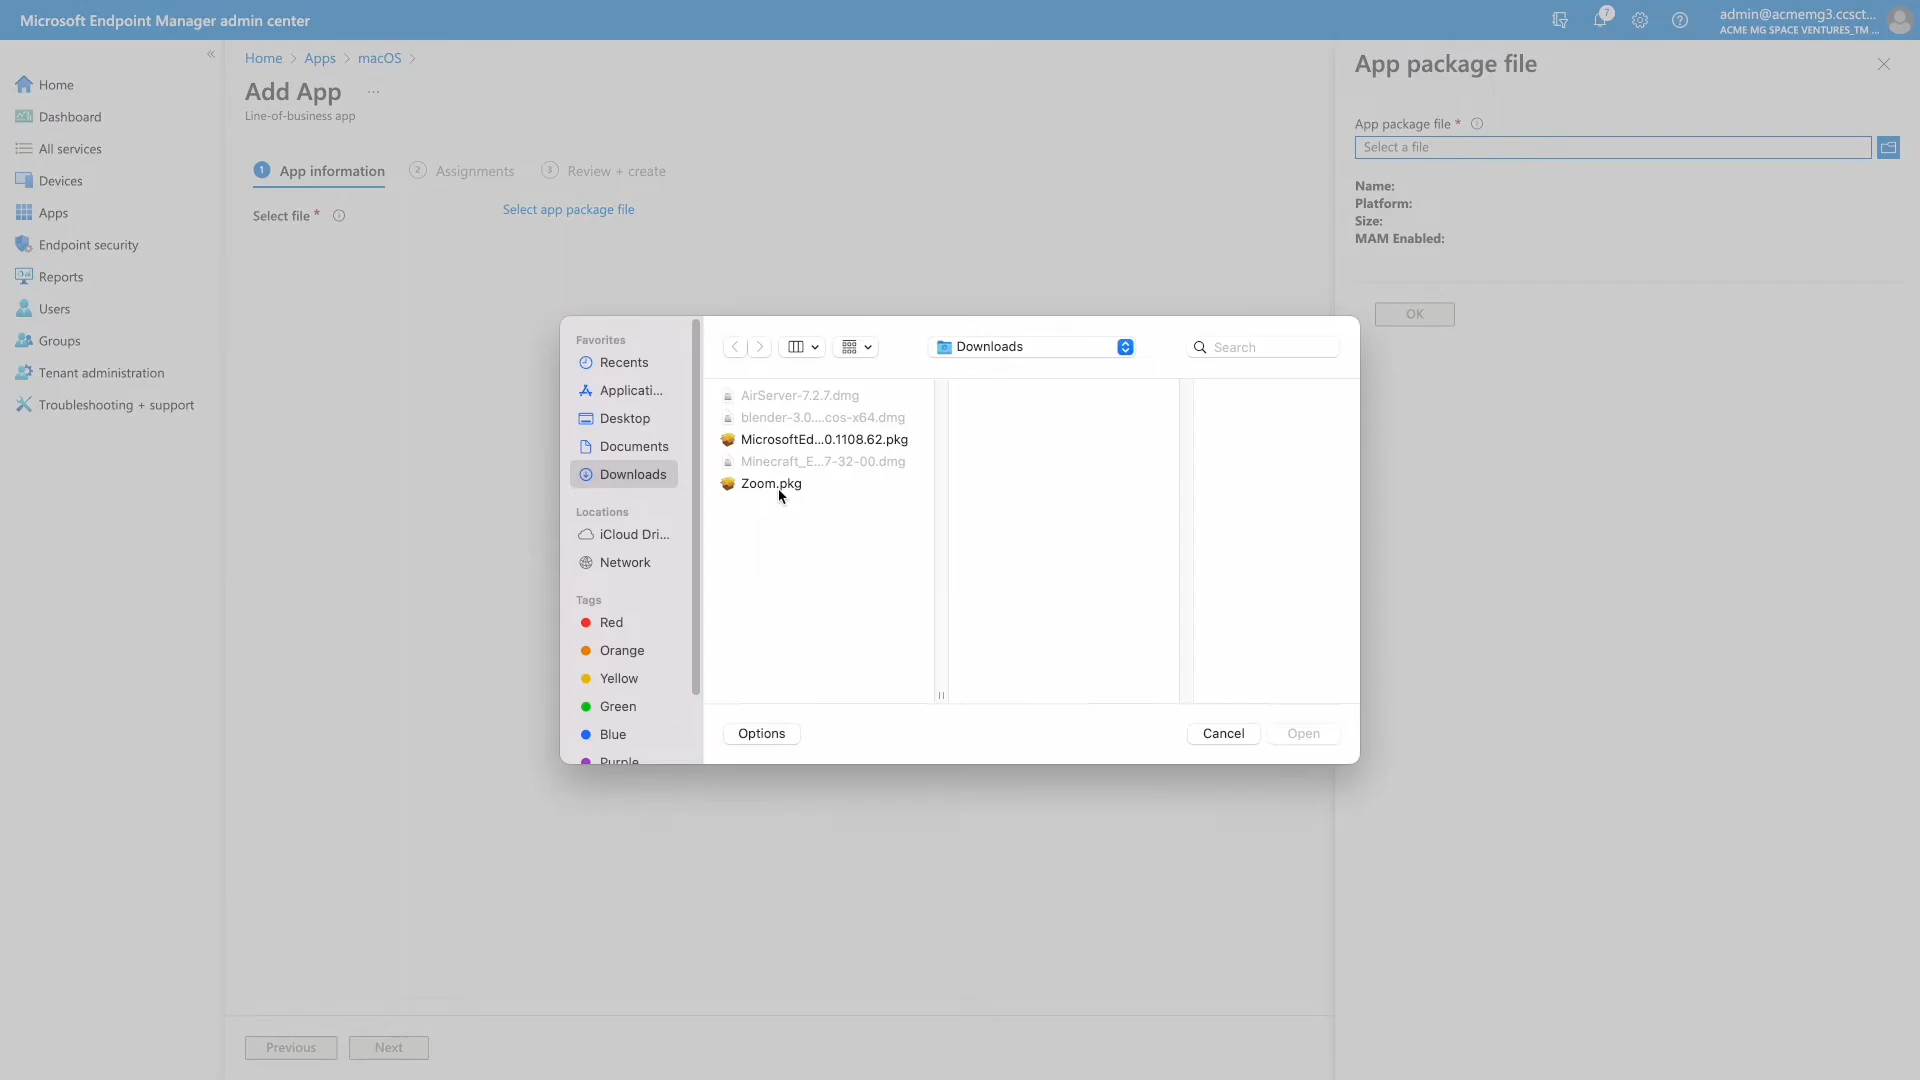 Microsoft Endpoint Manager admin center
7
admin@acmemg3.ccsct...
ACME MG SPACE VENTURES_TM ...
«
Home
Dashboard
All services
Devices
Apps
Endpoint security
Reports
Users
Groups
Tenant administration
Troubleshooting + support
Home > Apps > macOS >
Add App ...
Line-of-business app
1 App information
2 Assignments
3 Review + create
Select file *
Select app package file
Previous
Next
App package file
App package file *
Select a file
Name:
Platform:
Size:
MAM Enabled:
OK
Favorites
Recents
Applicati...
Desktop
Documents
Downloads
Locations
iCloud Dri...
Network
Tags
Red
Orange
Yellow
Green
Blue
Purple
Downloads
Search
AirServer-7.2.7.dmg
blender-3.0....cos-x64.dmg
MicrosoftEd...0.1108.62.pkg
Minecraft_E...7-32-00.dmg
Zoom.pkg
Options
Cancel
Open